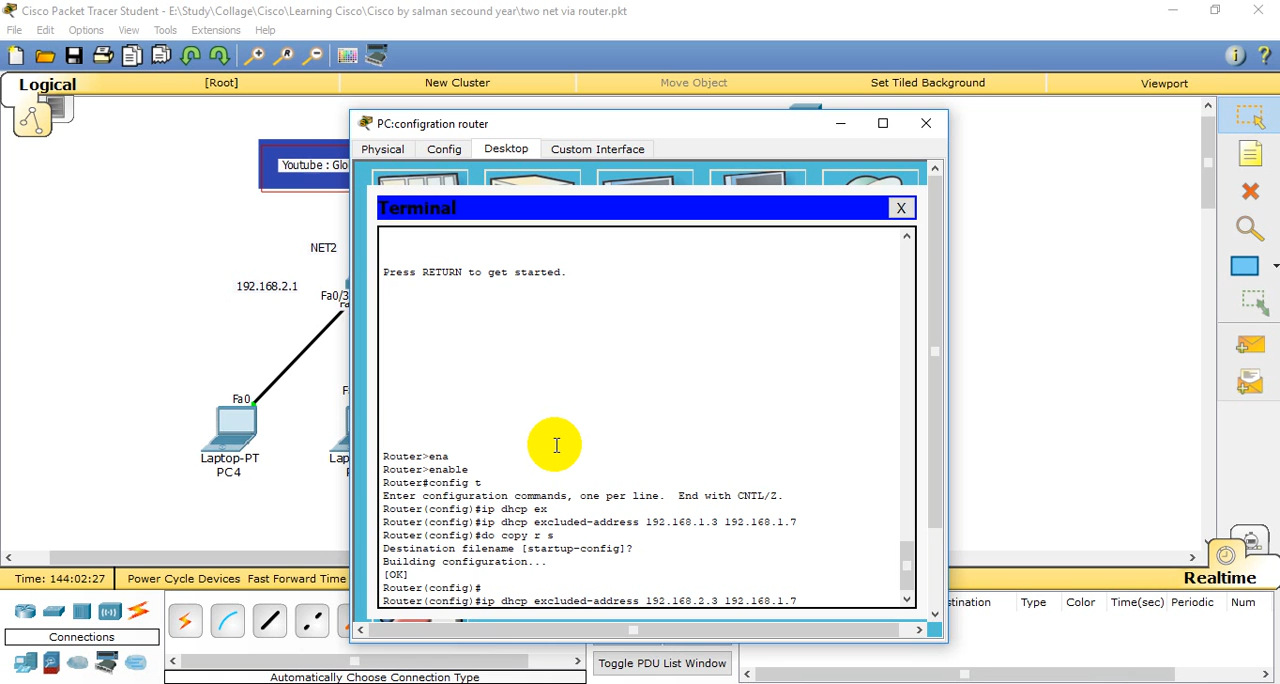 Cisco Packet Tracer Student - E:\Study\Collage\Cisco\Learning Cisco\Cisco by salman secound year\two net via router.pkt
File Edit Options View Tools Extensions Help
Logical [Root] New Cluster Move Object Set Tiled Background Viewport
PC:configration router
Physical Config Desktop Custom Interface
Youtube : Glo
Terminal X
NET2
192.168.2.1
Fa0/3
Fa0
Laptop-PT
PC4
Press RETURN to get started.
Router>ena
Router>enable
Router#config t
Enter configuration commands, one per line. End with CNTL/Z.
Router(config)#ip dhcp ex
Router(config)#ip dhcp excluded-address 192.168.1.3 192.168.1.7
Router(config)#do copy r s
Destination filename [startup-config]?
Building configuration...
[OK]
Router(config)#
Router(config)#ip dhcp excluded-address 192.168.2.3 192.168.1.7
Time: 144:02:27 Power Cycle Devices Fast Forward Time
Realtime
Connections
Automatically Choose Connection Type
Toggle PDU List Window
stination Type Color Time(sec) Periodic Num